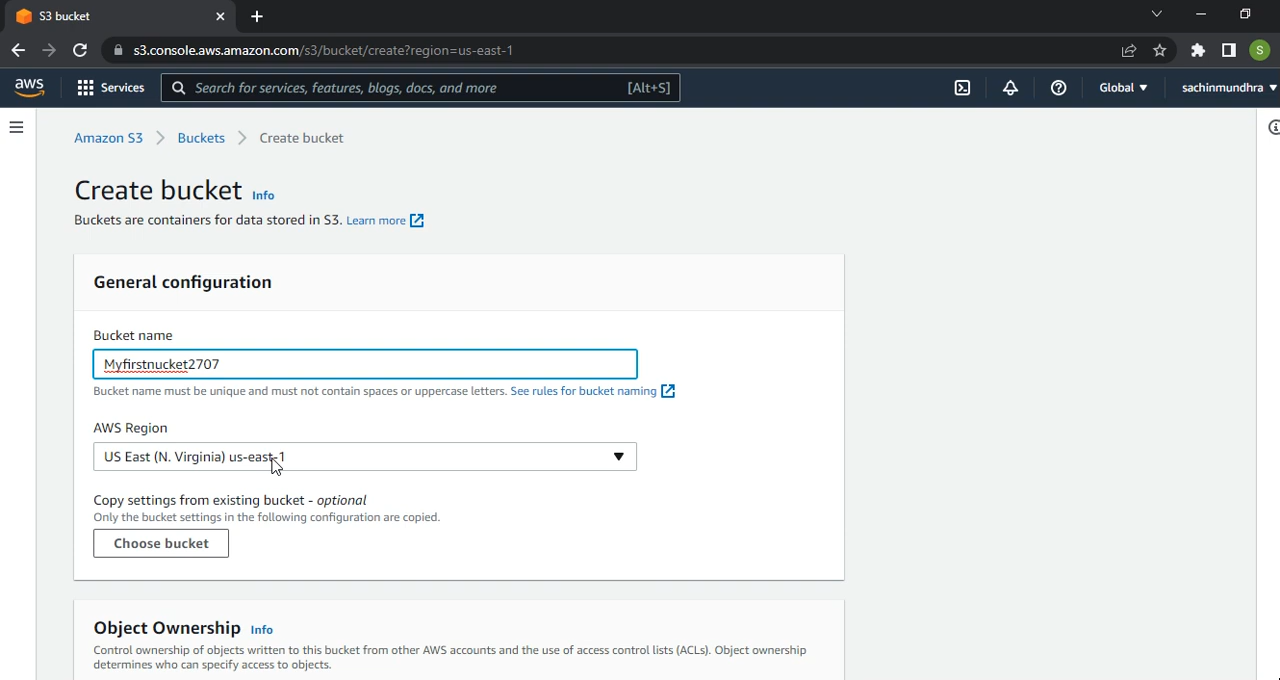 S3 bucket
s3.console.aws.amazon.com/s3/bucket/create?region=us-east-1
S
aws Services Search for services, features, blogs, docs, and more [Alt+S] Global sachinmundhra
Amazon S3 Buckets Create bucket
Create bucket Info
Buckets are containers for data stored in S3. Learn more
General configuration
Bucket name
Myfirstnucket2707
Bucket name must be unique and must not contain spaces or uppercase letters. See rules for bucket naming
AWS Region
US East (N. Virginia) us-east-1
Copy settings from existing bucket - optional
Only the bucket settings in the following configuration are copied.
Choose bucket
Object Ownership Info
Control ownership of objects written to this bucket from other AWS accounts and the use of access control lists (ACLs). Object ownership
determines who can specify access to objects.